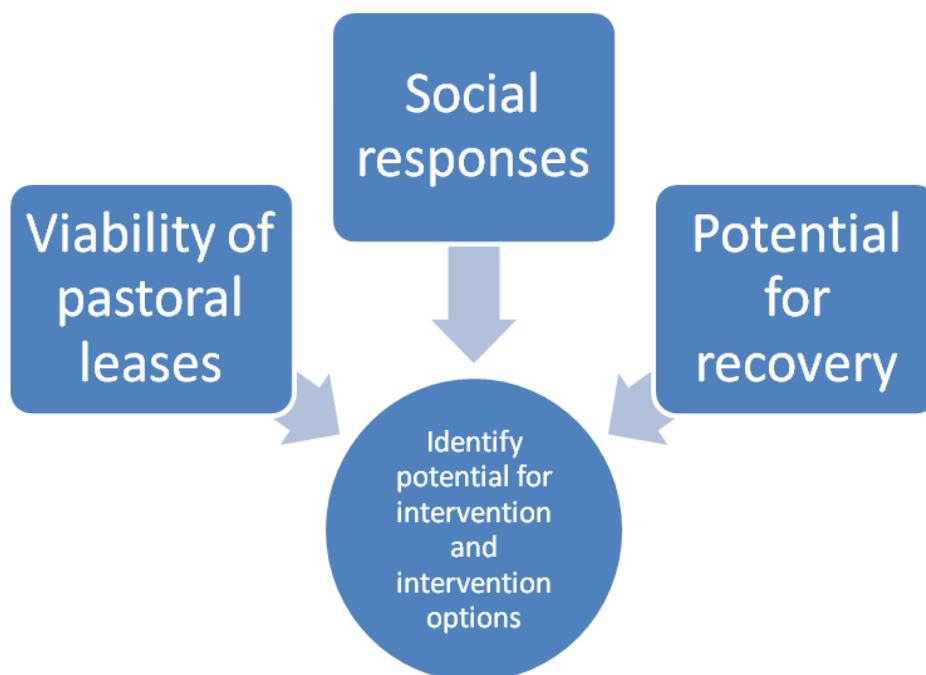 Social
responses
Viability of
pastoral
leases
Potential
for
recovery
Identify
potential for
intervention
and
intervention
options